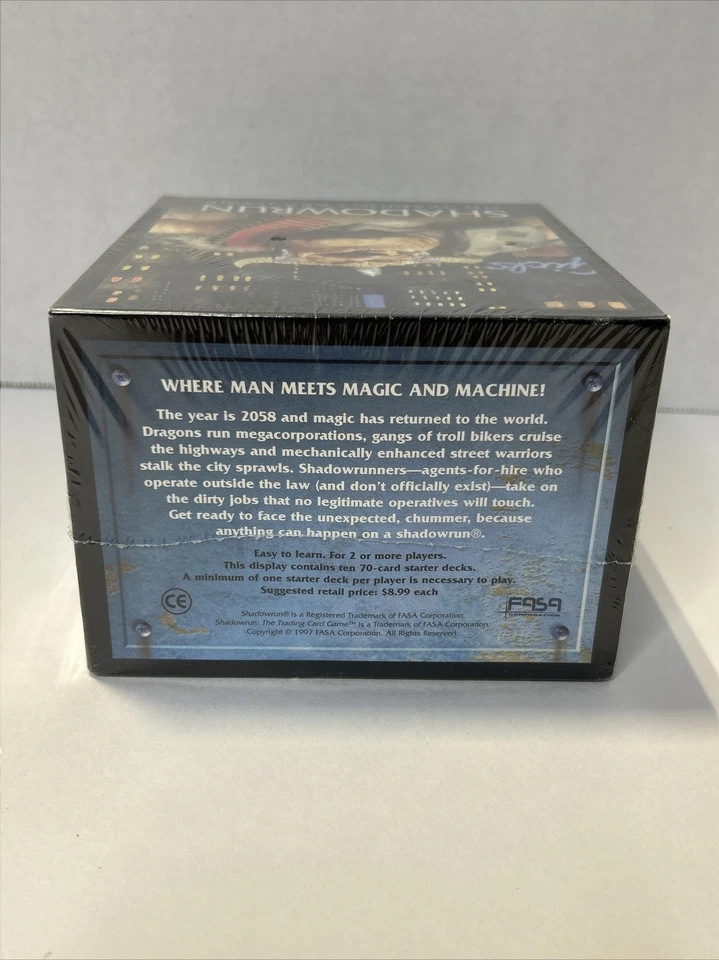 SHADOWRUN
WHERE MAN MEETS MAGIC AND MACHINE!
The year is 2058 and magic has returned to the world.
Dragons run megacorporations, gangs of troll bikers cruise
the highways and mechanically enhanced street warriors
stalk the city sprawls. Shadowrunners—agents-for-hire who
operate outside the law (and don't officially exist)—take on
the dirty jobs that no legitimate operatives will touch.
Get ready to face the unexpected, chummer, because
anything can happen on a shadowrun®.
Easy to learn. For 2 or more players.
This display contains ten 70-card starter decks.
A minimum of one starter deck per player is necessary to play.
Suggested retail price: $8.99 each
CE
FASA
CORPORATION
Shadowrun® is a Registered Trademark of FASA Corporation.
Shadowrun: The Trading Card Game™ is a Trademark of FASA Corporation.
Copyright © 1997 FASA Corporation. All Rights Reserved.